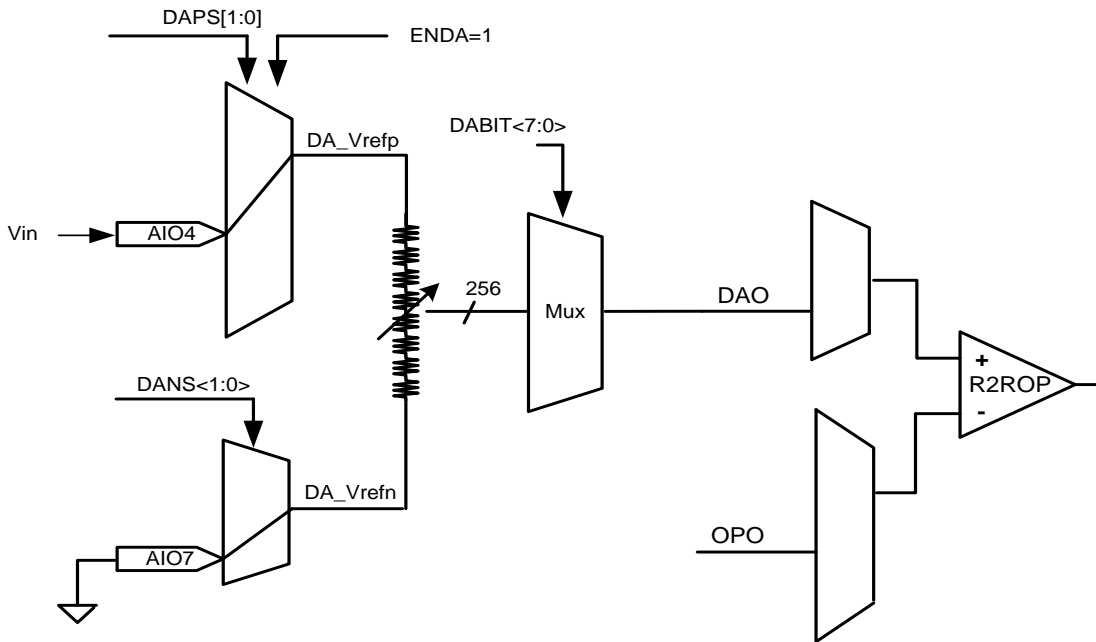 DAPS[1:0]
ENDA=1
DA_Vrefp
DABIT<7:0>
Vin
AIO4
256
Mux
DAO
+
R2ROP
-
DANS<1:0>
DA_Vrefn
AIO7
OPO